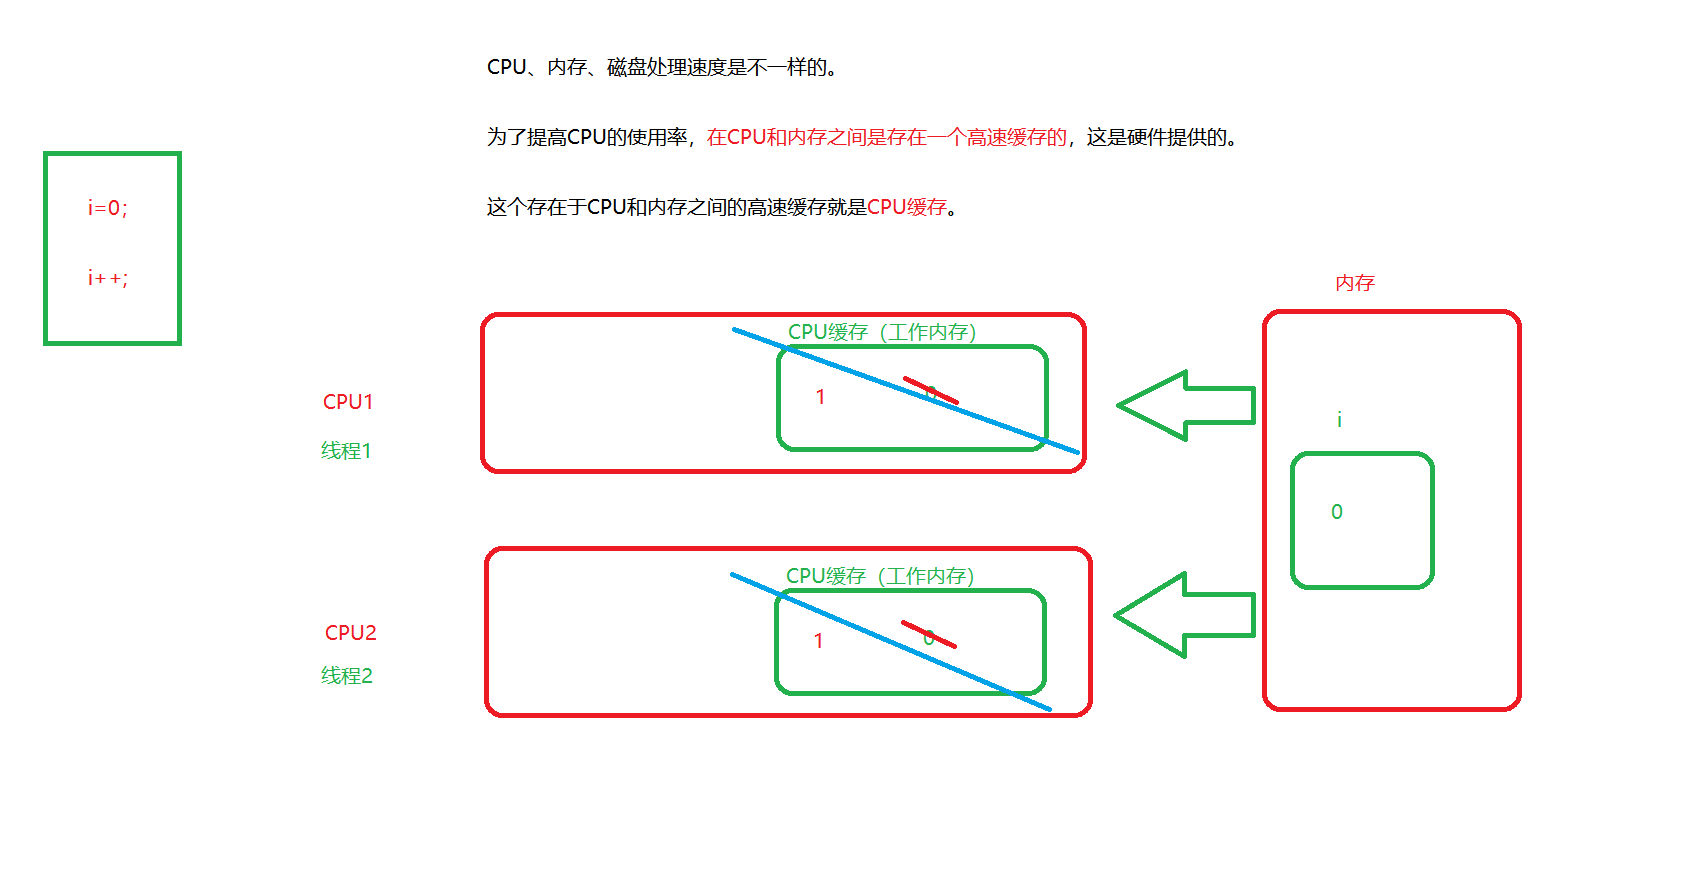 CPU、内存、磁盘处理速度是不一样的。
为了提高CPU的使用率，在CPU和内存之间是存在一个高速缓存的，这是硬件提供的。
这个存在于CPU和内存之间的高速缓存就是CPU缓存。
i=0;
i++;
内存
CPU缓存（工作内存）
1 0
CPU1
线程1
i
0
CPU缓存（工作内存）
1 0
CPU2
线程2